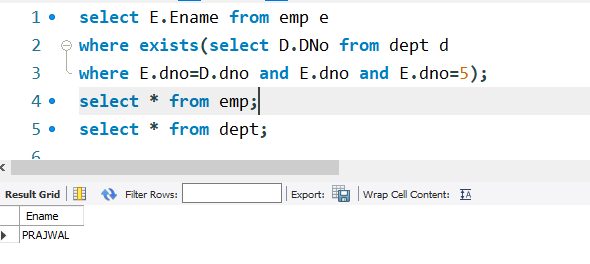 1 select E.Ename from emp e
2 where exists(select D.DNo from dept d
3 where E.dno=D.dno and E.dno and E.dno=5);
4 select * from emp;
5 select * from dept;
6
Result Grid Filter Rows: Export: Wrap Cell Content: IA
Ename
PRAJWAL